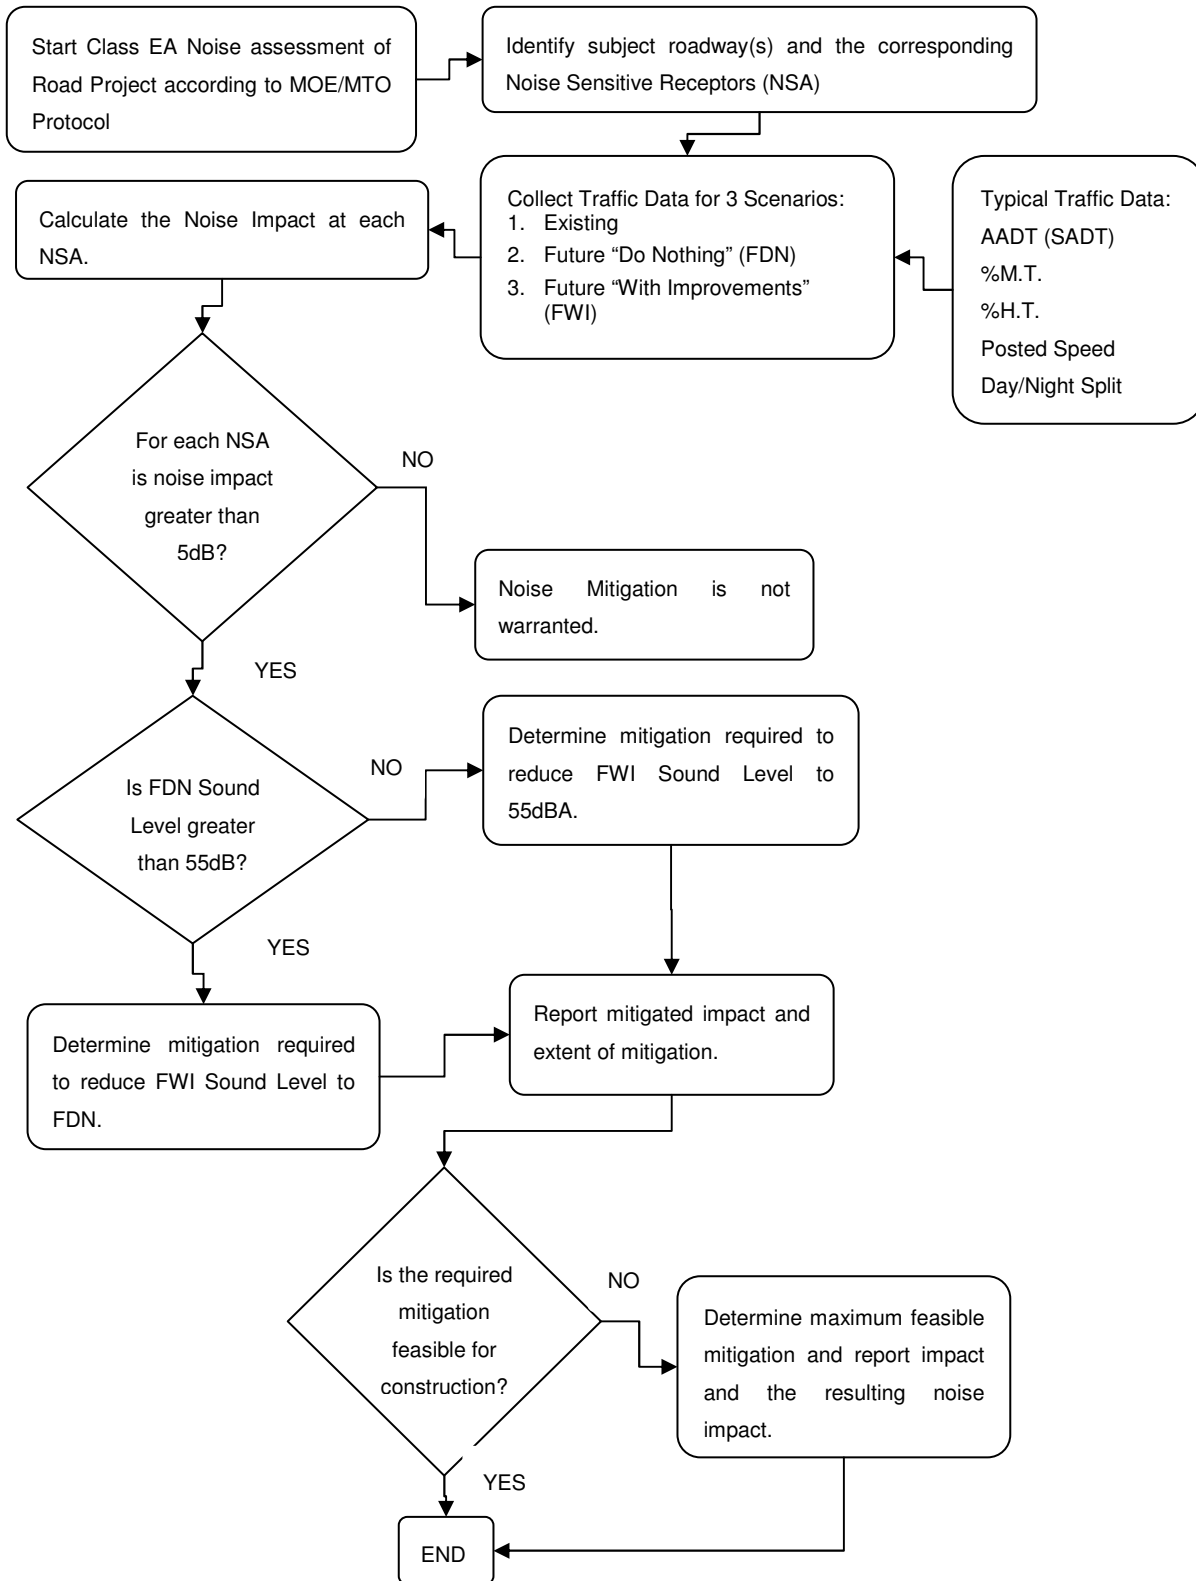 Start Class EA Noise assessment of
Road Project according to MOE/MTO
Protocol
Identify subject roadway(s) and the corresponding
Noise Sensitive Receptors (NSA)
Collect Traffic Data for 3 Scenarios:
1. Existing
2. Future “Do Nothing” (FDN)
3. Future “With Improvements”
(FWI)
Typical Traffic Data:
AADT (SADT)
%M.T.
%H.T.
Posted Speed
Day/Night Split
Calculate the Noise Impact at each
NSA.
For each NSA
is noise impact
greater than
5dB?
NO
Noise Mitigation is not
warranted.
YES
Is FDN Sound
Level greater
than 55dB?
NO
Determine mitigation required to
reduce FWI Sound Level to
55dBA.
YES
Determine mitigation required
to reduce FWI Sound Level to
FDN.
Report mitigated impact and
extent of mitigation.
Is the required
mitigation
feasible for
construction?
NO
Determine maximum feasible
mitigation and report impact
and the resulting noise
impact.
YES
END